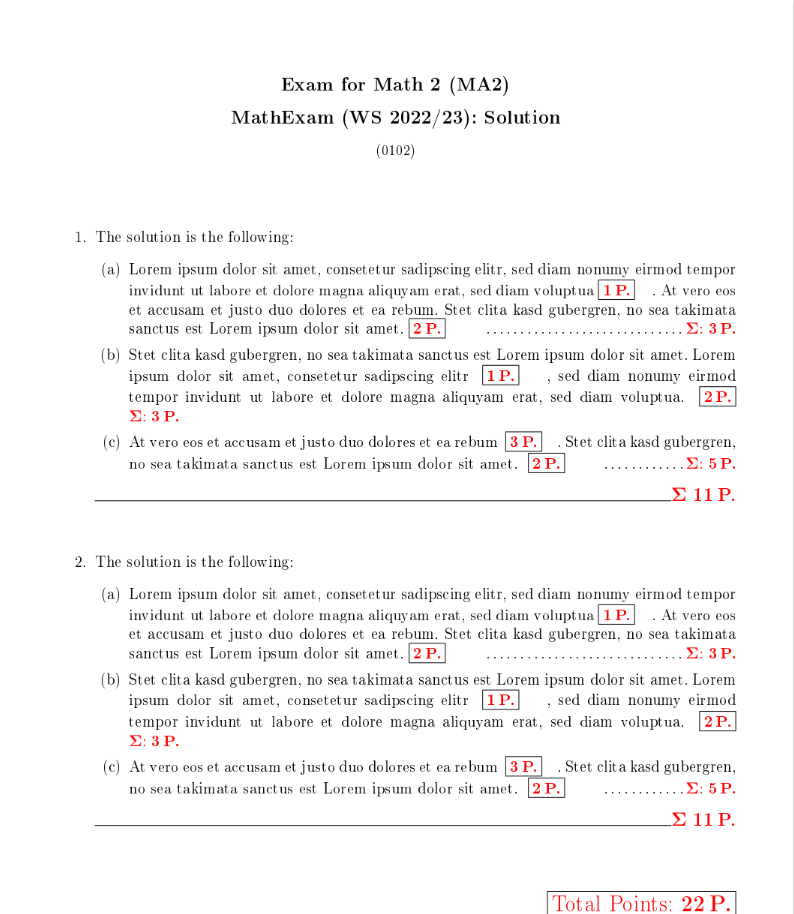 Exam for Math 2 (MA2)
MathExam (WS 2022/23): Solution
(0102)
1. The solution is the following:
(a) Lorem ipsum dolor sit amet, consetetur sadipscing elitr, sed diam nonumy eirmod tempor
invidunt ut labore et dolore magna aliquyam erat, sed diam voluptua 1 P. . At vero eos
et accusam et justo duo dolores et ea rebum. Stet clita kasd gubergren, no sea takimata
sanctus est Lorem ipsum dolor sit amet. 2 P. ............................. Σ: 3 P.
(b) Stet clita kasd gubergren, no sea takimata sanctus est Lorem ipsum dolor sit amet. Lorem
ipsum dolor sit amet, consetetur sadipscing elitr 1 P. , sed diam nonumy eirmod
tempor invidunt ut labore et dolore magna aliquyam erat, sed diam voluptua. 2 P.
Σ: 3 P.
(c) At vero eos et accusam et justo duo dolores et ea rebum 3 P. . Stet clita kasd gubergren,
no sea takimata sanctus est Lorem ipsum dolor sit amet. 2 P. ............ Σ: 5 P.
Σ 11 P.
2. The solution is the following:
(a) Lorem ipsum dolor sit amet, consetetur sadipscing elitr, sed diam nonumy eirmod tempor
invidunt ut labore et dolore magna aliquyam erat, sed diam voluptua 1 P. . At vero eos
et accusam et justo duo dolores et ea rebum. Stet clita kasd gubergren, no sea takimata
sanctus est Lorem ipsum dolor sit amet. 2 P. ............................. Σ: 3 P.
(b) Stet clita kasd gubergren, no sea takimata sanctus est Lorem ipsum dolor sit amet. Lorem
ipsum dolor sit amet, consetetur sadipscing elitr 1 P. , sed diam nonumy eirmod
tempor invidunt ut labore et dolore magna aliquyam erat, sed diam voluptua. 2 P.
Σ: 3 P.
(c) At vero eos et accusam et justo duo dolores et ea rebum 3 P. . Stet clita kasd gubergren,
no sea takimata sanctus est Lorem ipsum dolor sit amet. 2 P. ............ Σ: 5 P.
Σ 11 P.
Total Points: 22 P.